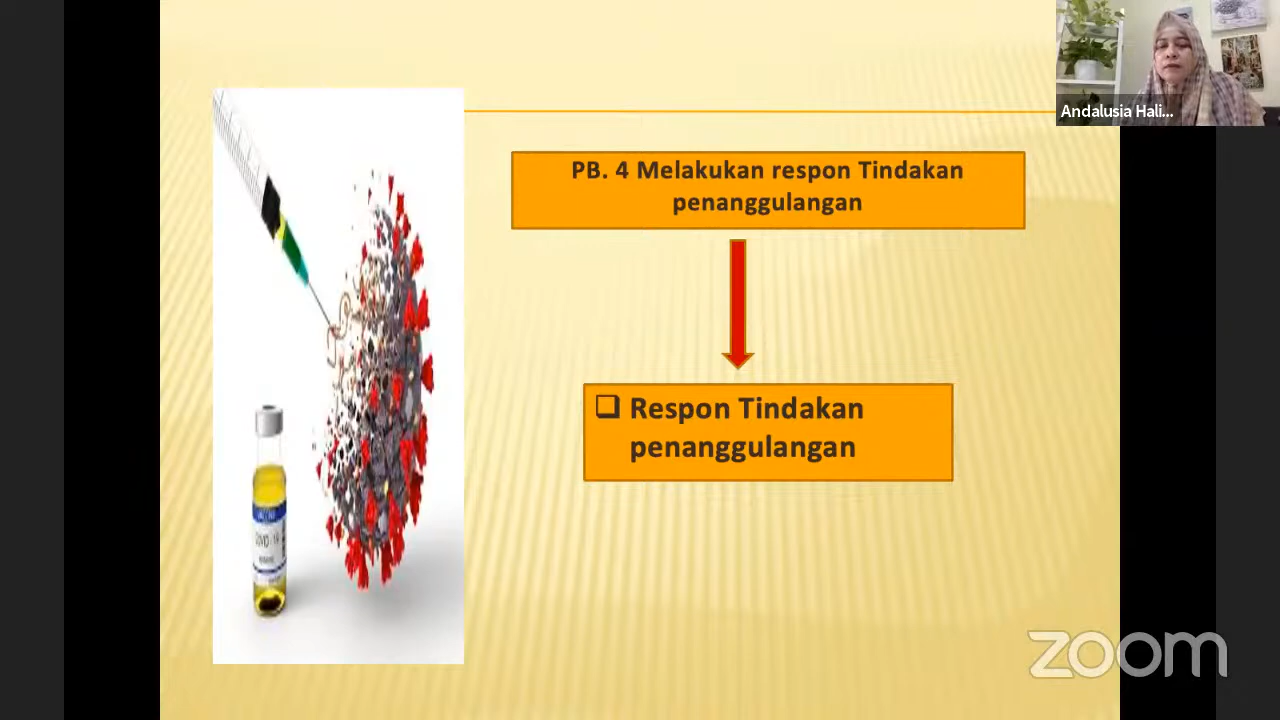 Andalusia Hali...
PB. 4 Melakukan respon Tindakan
penanggulangan
❑ Respon Tindakan
penanggulangan
zoom